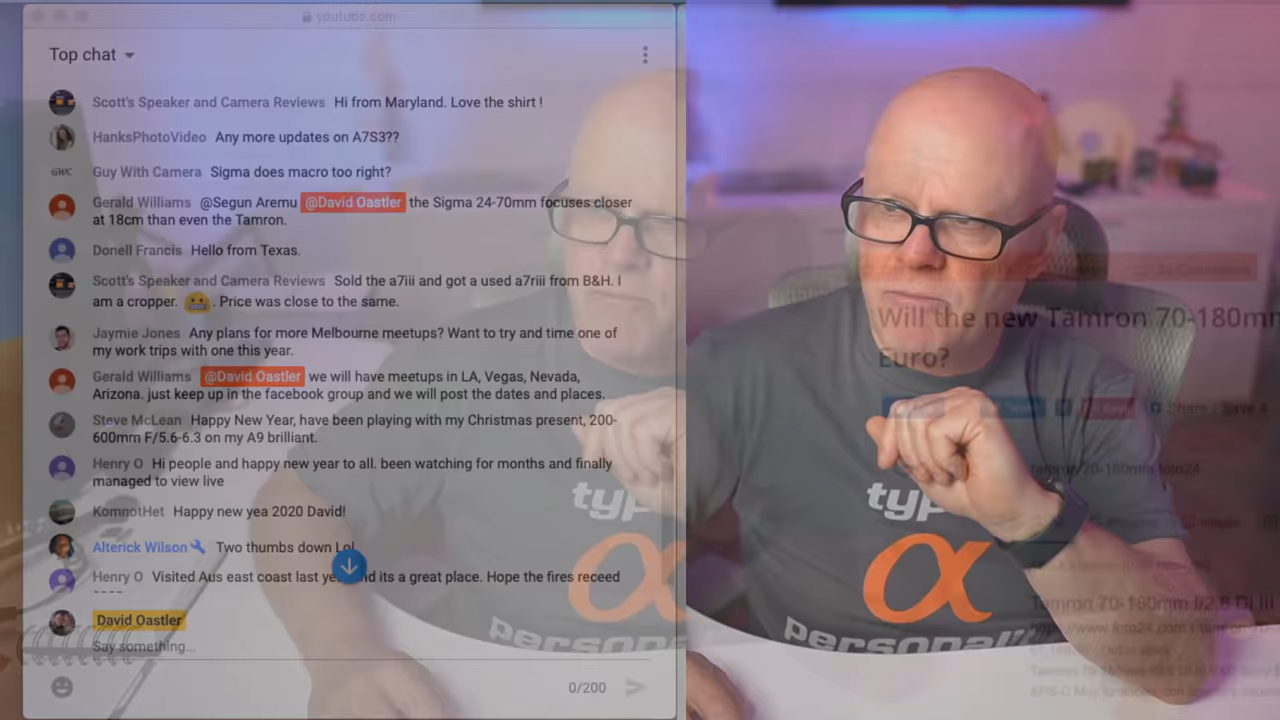 youtube.com
Top chat
Scott's Speaker and Camera Reviews Hi from Maryland. Love the shirt !
HanksPhotoVideo Any more updates on A7S3??
GWC Guy With Camera Sigma does macro too right?
Gerald Williams @Segun Aremu @David Oastler the Sigma 24-70mm focuses closer
at 18cm than even the Tamron.
Donell Francis Hello from Texas.
Scott's Speaker and Camera Reviews Sold the a7iii and got a used a7riii from B&H. I
am a cropper. 😬. Price was close to the same.
Jaymie Jones Any plans for more Melbourne meetups? Want to try and time one of
my work trips with one this year.
Gerald Williams @David Oastler we will have meetups in LA, Vegas, Nevada,
Arizona. just keep up in the facebook group and we will post the dates and places.
Steve McLean Happy New Year, have been playing with my Christmas present, 200-
600mm F/5.6-6.3 on my A9 brilliant.
Henry O Hi people and happy new year to all. been watching for months and finally
managed to view live
KomnotHet Happy new yea 2020 David!
Alterick Wilson Two thumbs down Lol
Henry O Visited Aus east coast last ye nd its a great place. Hope the fires receed
David Oastler
Say something...
0/200
typ
α
personali
typ
α
personali
Will the new Tamron 70-180mm
Euro?
Share Save 4
tamron 70-180mm foto24
Tamron 70-180mm f/2.8 Di III